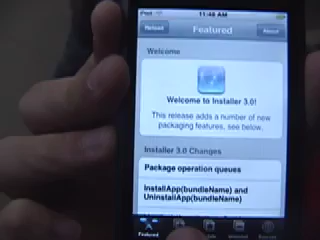 iPod 11:48 AM
Reload Featured About
Welcome
Welcome to Installer 3.0!
This release adds a number of new
packaging features, see below.
Installer 3.0 Changes
Package operation queues
InstallApp(bundleName) and
UninstallApp(bundleName)
Featured